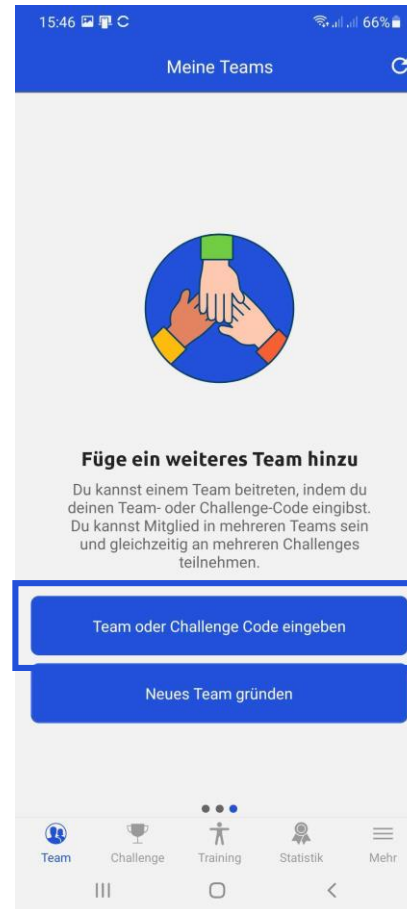 15:46 66%
Meine Teams
Füge ein weiteres Team hinzu
Du kannst einem Team beitreten, indem du
deinen Team- oder Challenge-Code eingibst.
Du kannst Mitglied in mehreren Teams sein
und gleichzeitig an mehreren Challenges
teilnehmen.
Team oder Challenge Code eingeben
Neues Team gründen
Team Challenge Training Statistik Mehr